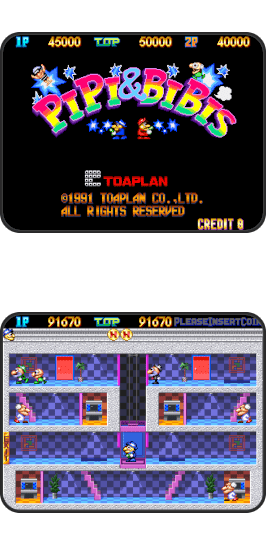 1P 45000 TOP 50000 2P 40000
PIPI&BIBIS
TOAPLAN
©1991 TOAPLAN CO.,LTD.
ALL RIGHTS RESERVED
CREDIT 0
1P 91670 TOP 91670 PLEASE INSERT COIN